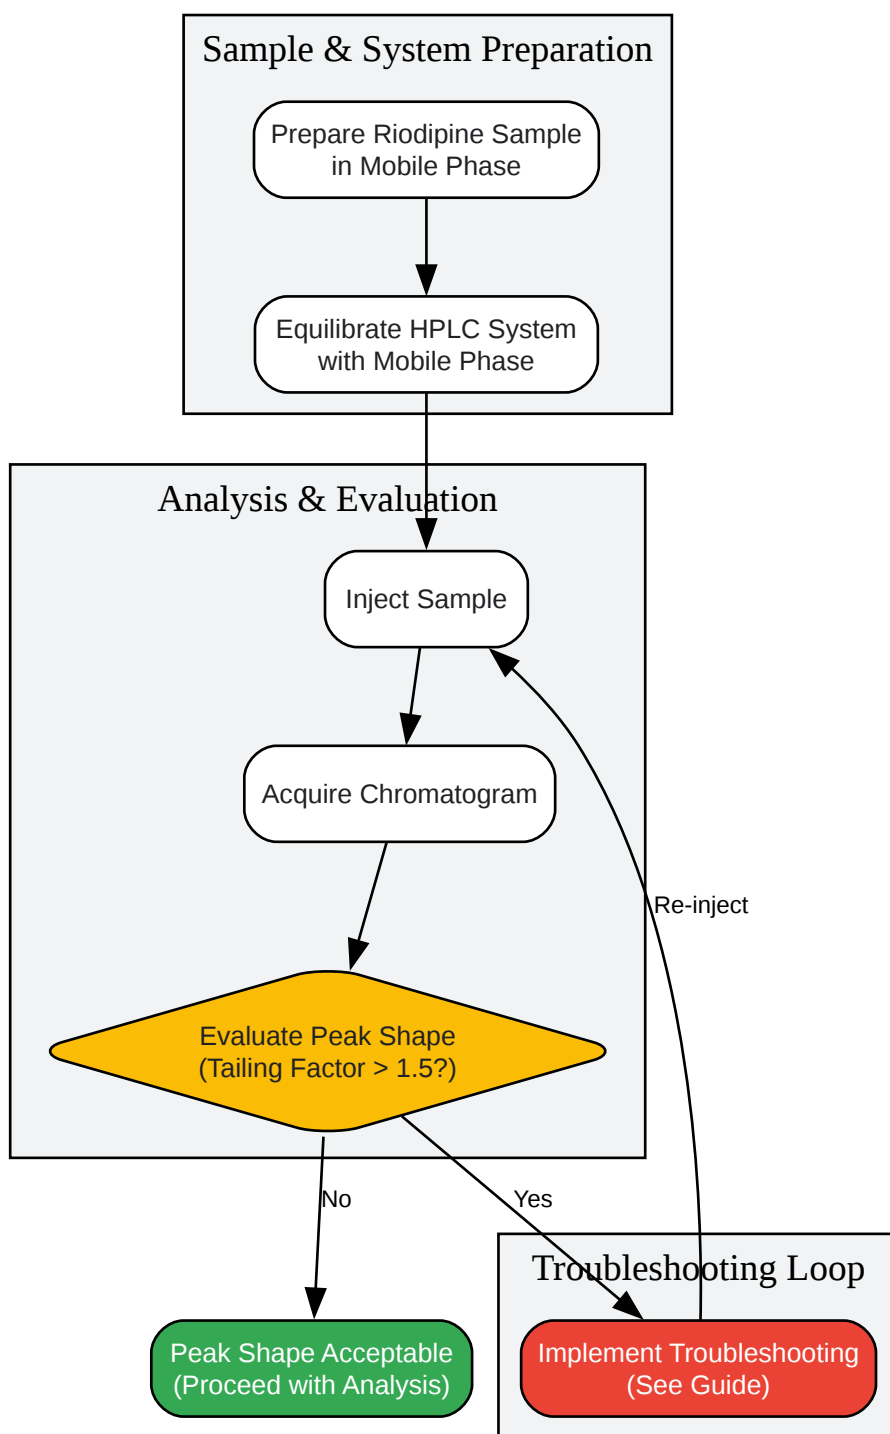 Sample & System Preparation
Prepare Riodipine Sample
in Mobile Phase
Equilibrate HPLC System
with Mobile Phase
Analysis & Evaluation
Inject Sample
Acquire Chromatogram
Re-inject
Evaluate Peak Shape
(Tailing Factor > 1.5?)
No
Yes
Troubleshooting Loop
Peak Shape Acceptable
(Proceed with Analysis)
Implement Troubleshooting
(See Guide)